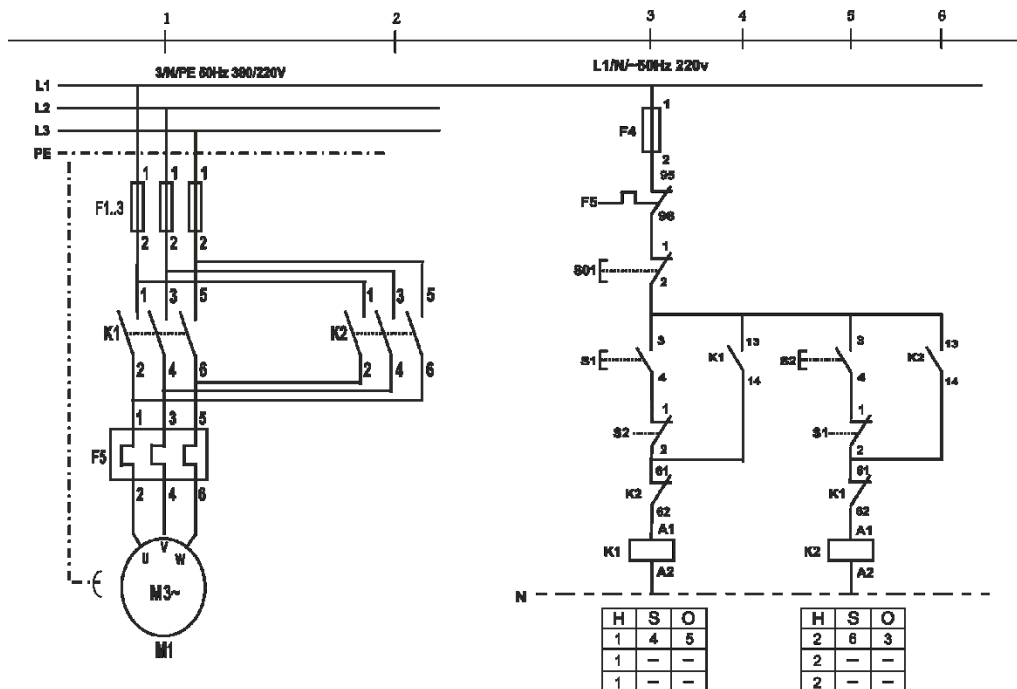 1 2 3 4 5 6
3/N/PE 50Hz 380/220V L1/N/~50Hz 220v
L1
L2
L3
PE
1 1 1
F1..3
2 2 2
1 3 5 1 3 5
K1 K2
2 4 6 2 4 6
1 3 5
F5
2 4 6
U V W
M3~
M1
1
F4
2
95
F5
96
1
S01
2
3 13 3 13
S1 K1 S2 K2
4 14 4 14
1 1
S2 S1
2 2
61 61
K2 K1
62 62
A1 A1
K1 K2
A2 A2
N
H S O H S O
1 4 5 2 6 3
1 – – 2 – –
1 – – 2 – –